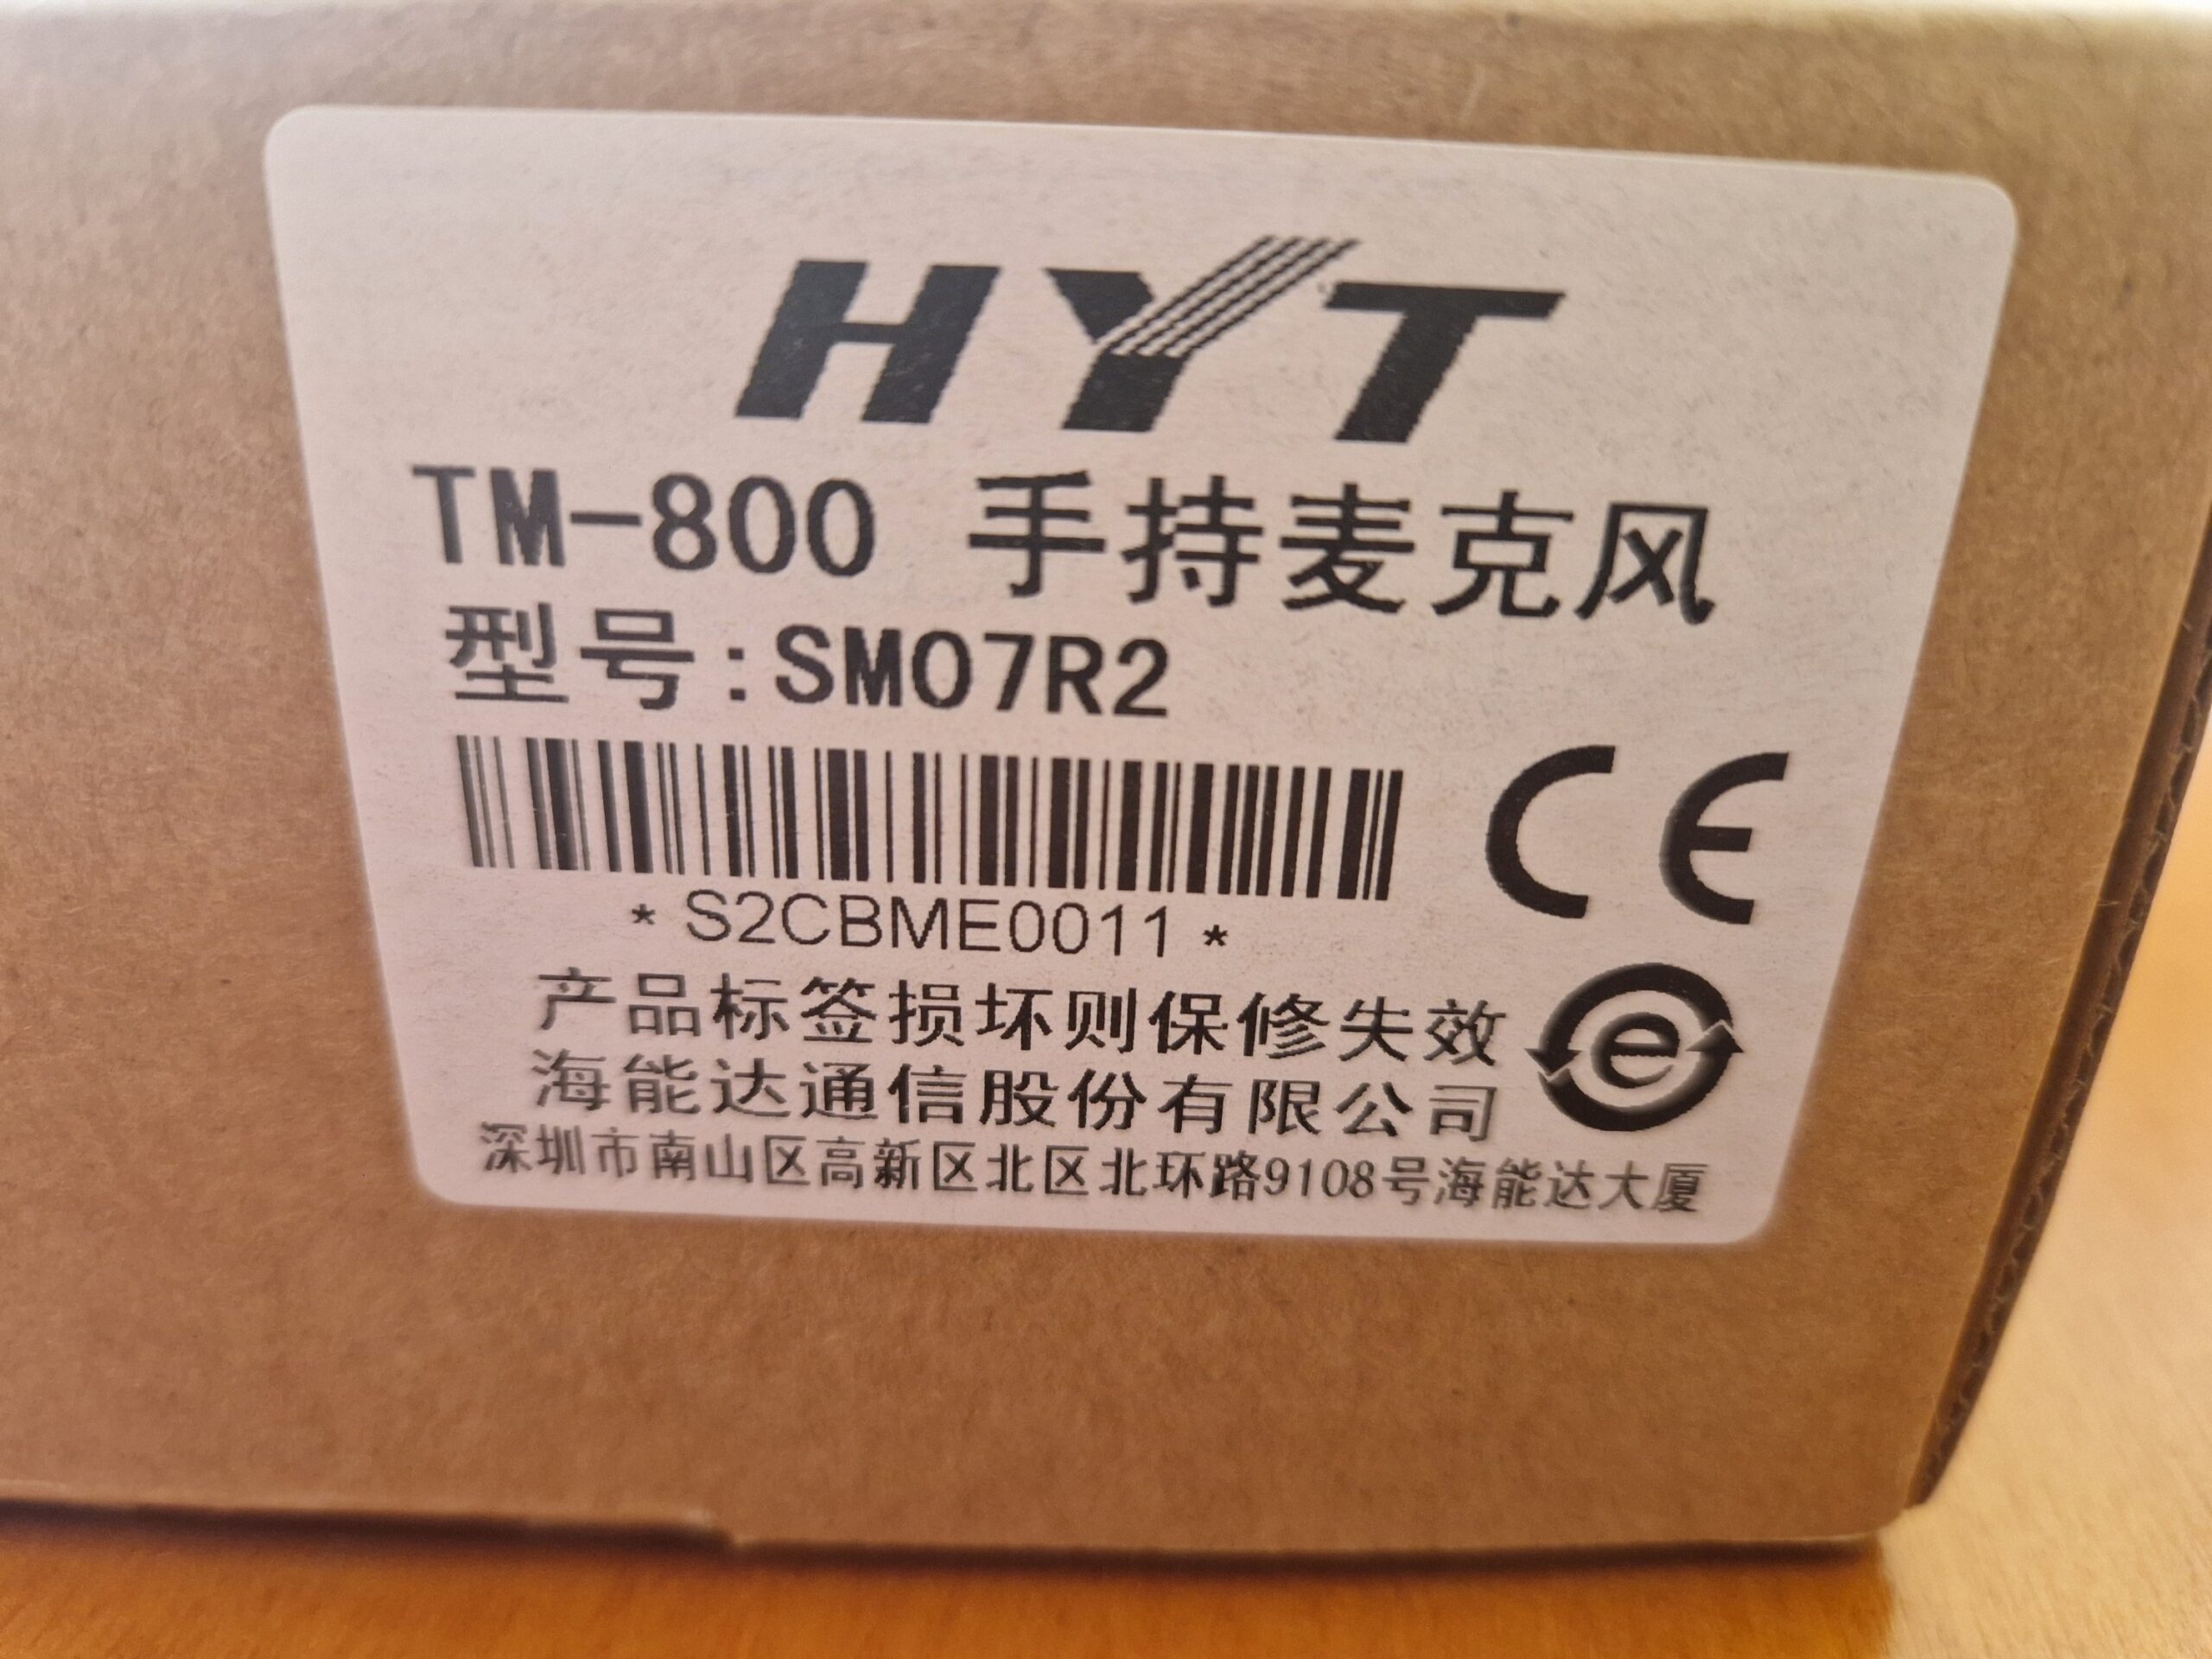 HYT
TM-800 手持麦克风
型号:SM07R2
CE
* S2CBME0011 *
产品标签损坏则保修失效
e
海能达通信股份有限公司
深圳市南山区高新区北区北环路9108号海能达大厦